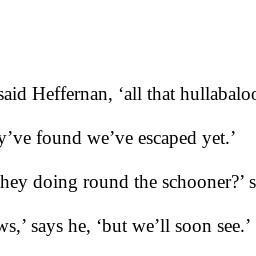 said Heffernan, ‘all that hullabaloo
y’ve found we’ve escaped yet.’
hey doing round the schooner?’ s
ws,’ says he, ‘but we’ll soon see.’